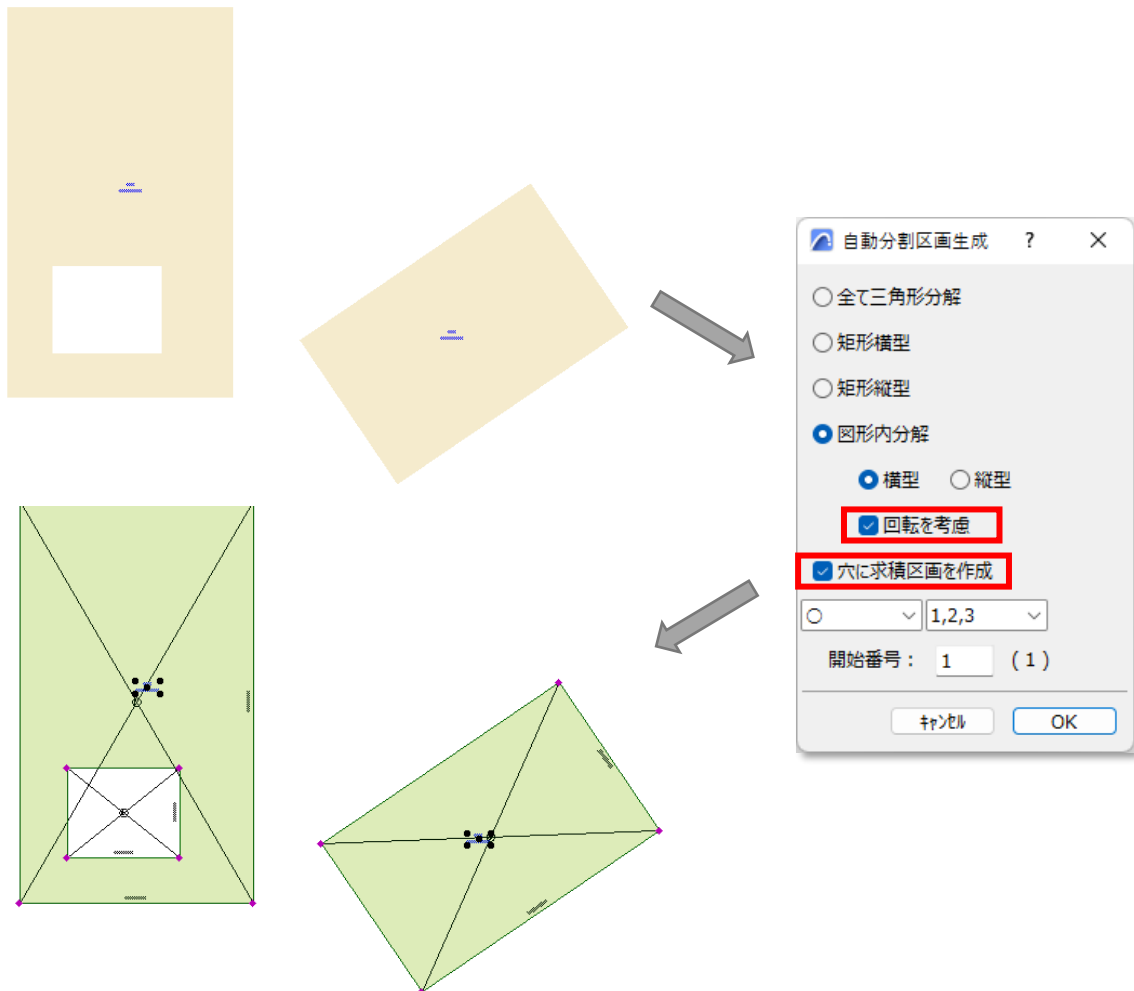 自動分割区画生成 ?
全て三角形分解
矩形横型
矩形縦型
図形内分解
横型 縦型
回転を考慮
穴に求積区画を作成
○ 1,2,3
開始番号： 1 ( 1 )
ｷｬﾝｾﾙ OK